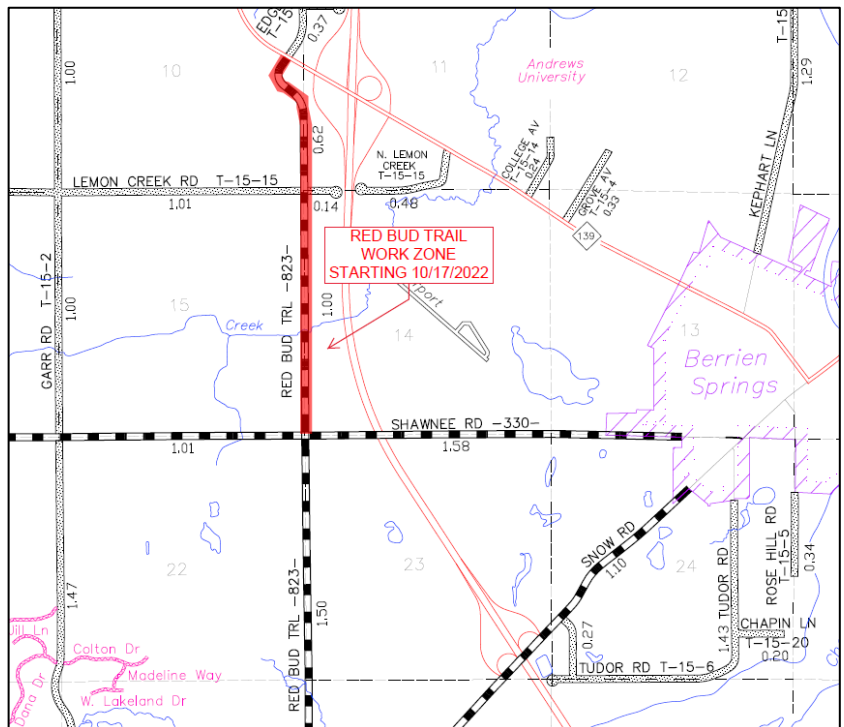 EDGE
T-15
0.37
T-15
1.00
10
11
Andrews
University
12
1.29
0.62
COLLEGE AV
T-15-14
0.24
N. LEMON
CREEK
T-15-15
GROVE AV
T-15-4
0.33
KEPHART LN
LEMON CREEK RD T-15-15
1.01
0.14
0.48
139
RED BUD TRAIL
WORK ZONE
STARTING 10/17/2022
GARR RD T-15-2
1.00
15
RED BUD TRL -823-
1.00
port
14
13
Creek
Berrien
Springs
SHAWNEE RD -330-
1.01
1.58
22
23
24
SNOW RD
1.10
TUDOR RD
1.43
ROSE HILL RD
T-15-5
0.34
RED BUD TRL -823-
1.50
1.47
Jill Ln
Colton Dr
Madeline Way
W. Lakeland Dr
Dana Dr
0.27
CHAPIN LN
T-15-20
0.20
TUDOR RD T-15-6